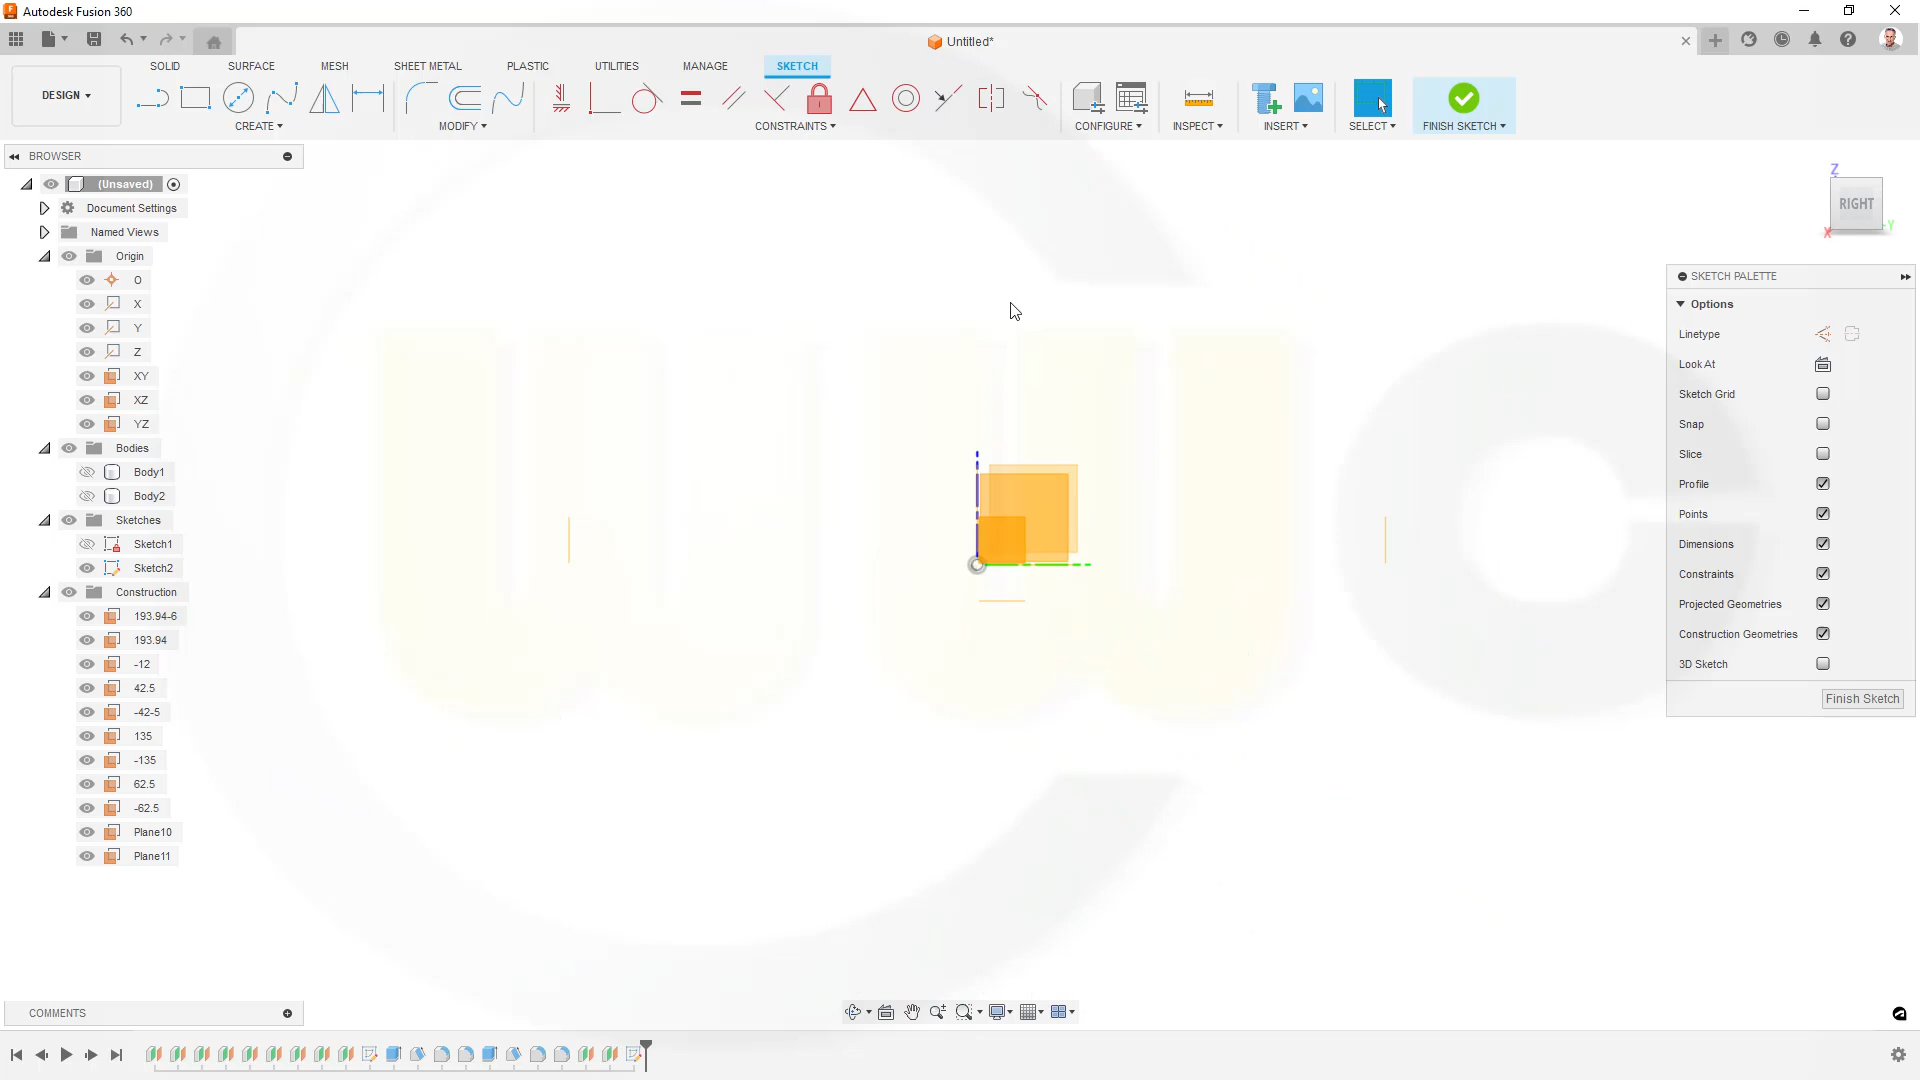 Autodesk Fusion 360
Untitled*
DESIGN
SOLID SURFACE MESH SHEET METAL PLASTIC UTILITIES MANAGE SKETCH
CREATE MODIFY CONSTRAINTS CONFIGURE INSPECT INSERT SELECT FINISH SKETCH
BROWSER
(Unsaved)
Document Settings
Named Views
Origin
O
X
Y
Z
XY
XZ
YZ
Bodies
Body1
Body2
Sketches
Sketch1
Sketch2
Construction
193.94-6
193.94
-12
42.5
-42-5
135
-135
62.5
-62.5
Plane10
Plane11
Z
RIGHT
X
Y
SKETCH PALETTE
Options
Linetype
Look At
Sketch Grid
Snap
Slice
Profile
Points
Dimensions
Constraints
Projected Geometries
Construction Geometries
3D Sketch
Finish Sketch
COMMENTS